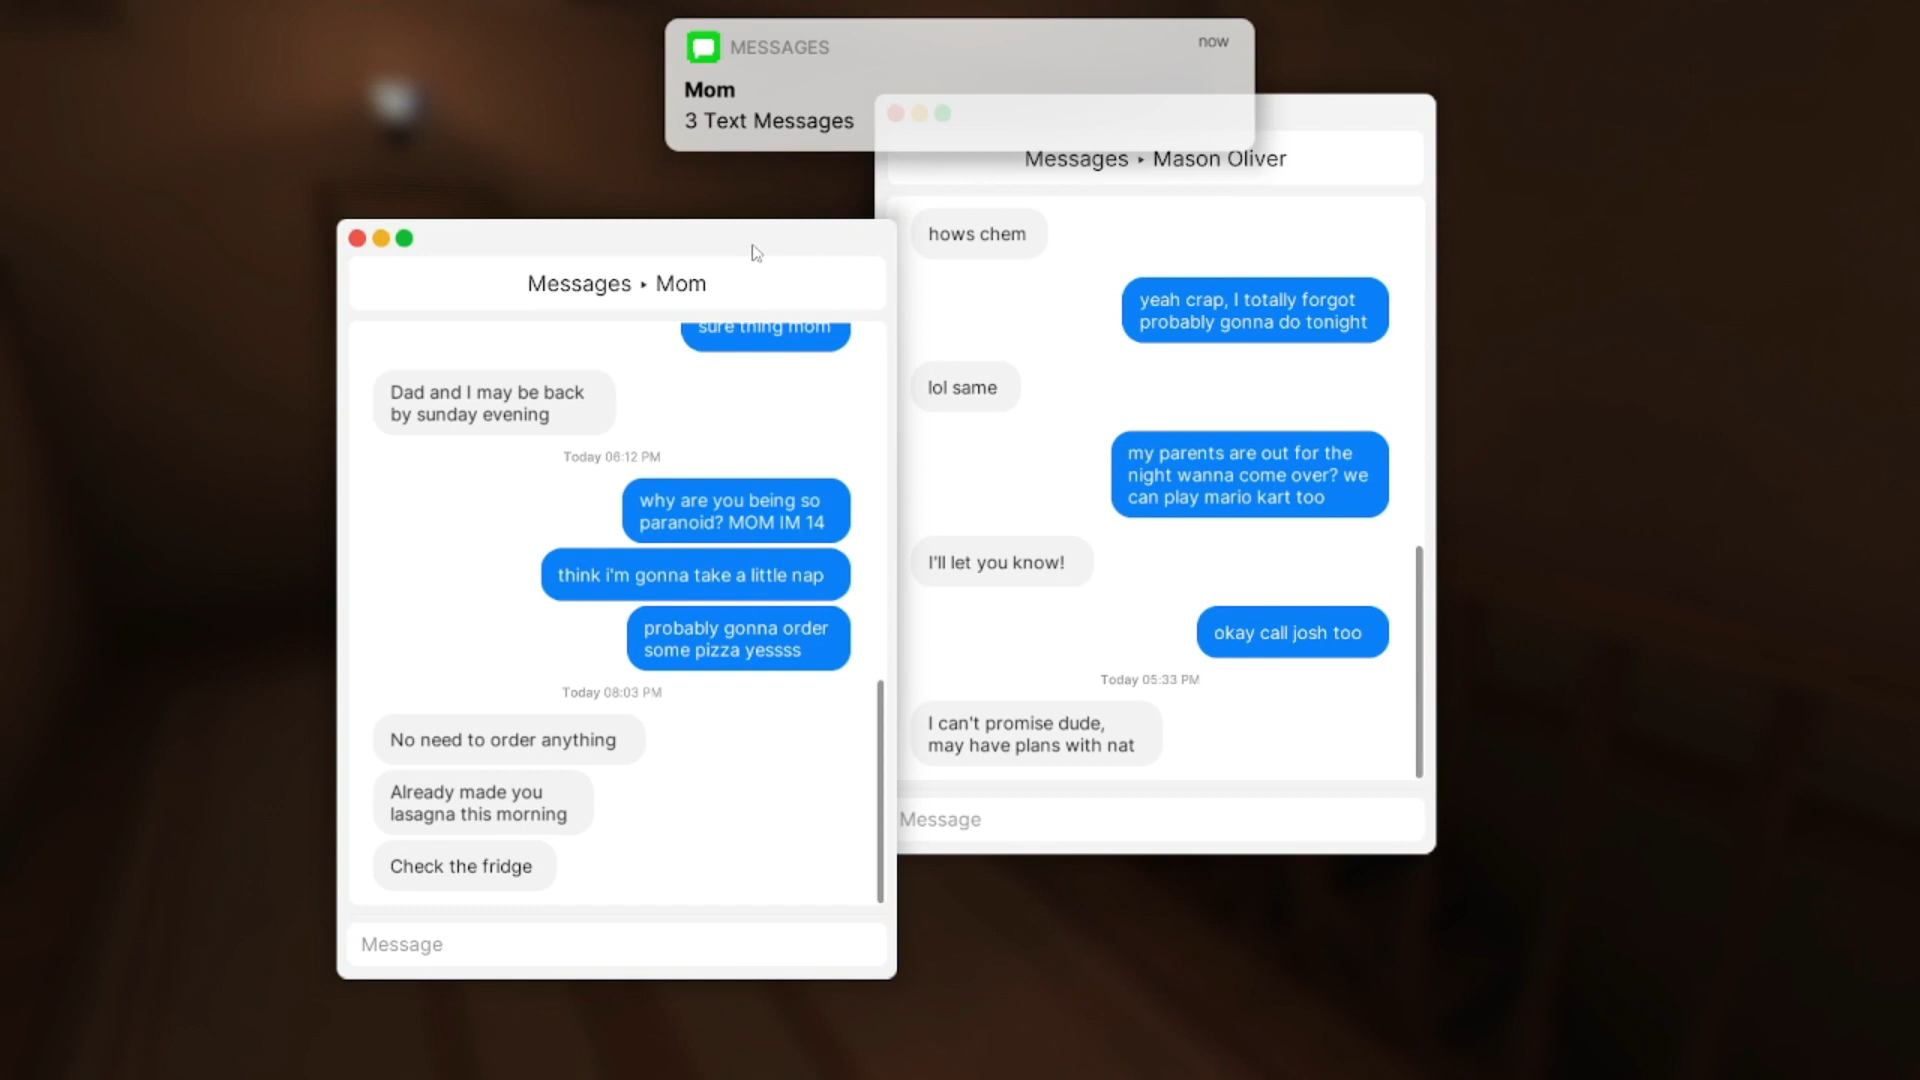 MESSAGES
now
Mom
3 Text Messages
Messages ‣ Mom
sure thing mom
Dad and I may be back
by sunday evening
Today 06:12 PM
why are you being so
paranoid? MOM IM 14
think i'm gonna take a little nap
probably gonna order
some pizza yessss
Today 08:03 PM
No need to order anything
Already made you
lasagna this morning
Check the fridge
Message
Messages ‣ Mason Oliver
hows chem
yeah crap, I totally forgot
probably gonna do tonight
lol same
my parents are out for the
night wanna come over? we
can play mario kart too
I'll let you know!
okay call josh too
Today 05:33 PM
I can't promise dude,
may have plans with nat
Message